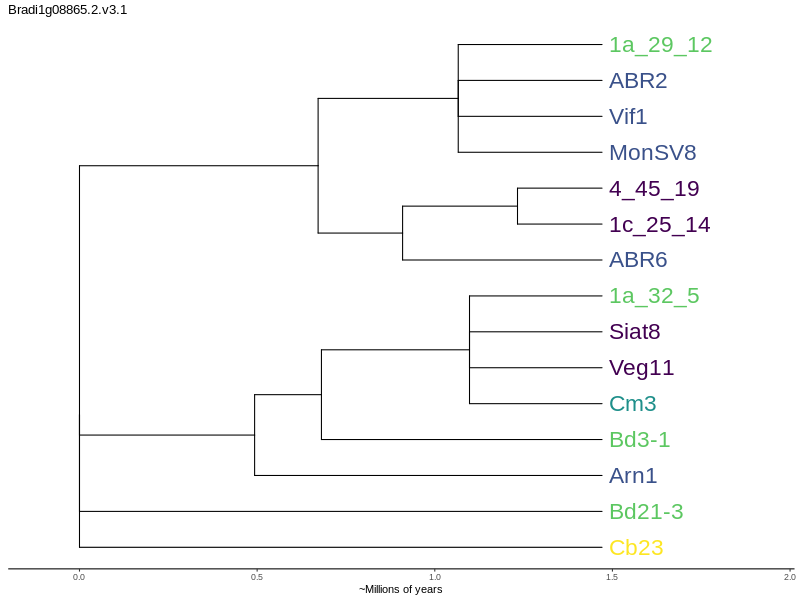 Bradi1g08865.2.v3.1
1a_29_12
ABR2
Vif1
MonSV8
4_45_19
1c_25_14
ABR6
1a_32_5
Siat8
Veg11
Cm3
Bd3-1
Arn1
Bd21-3
Cb23
0.0 0.5 1.0 1.5 2.0
~Millions of years